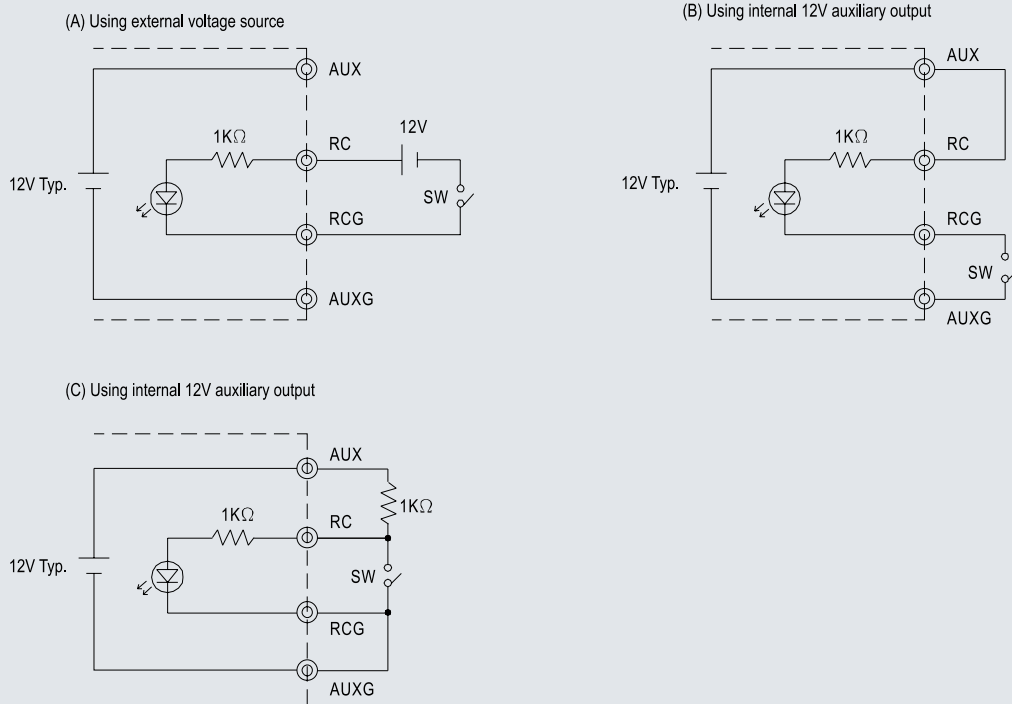 (A) Using external voltage source
AUX
1KΩ
RC
12V
12V Typ.
SW
RCG
AUXG
(B) Using internal 12V auxiliary output
AUX
1KΩ
RC
12V Typ.
RCG
SW
AUXG
(C) Using internal 12V auxiliary output
AUX
1KΩ
1KΩ
RC
12V Typ.
SW
RCG
AUXG